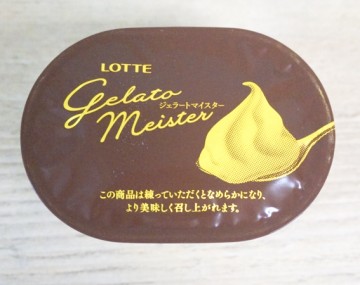 LOTTE
Gelato
ジェラートマイスター
Meister
この商品は練っていただくとなめらかになり、
より美味しく召し上がれます。